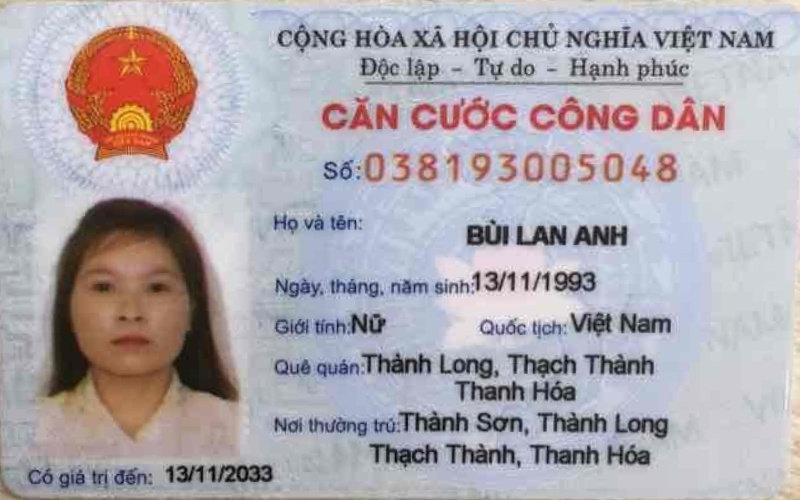 CỘNG HÒA XÃ HỘI CHỦ NGHĨA VIỆT NAM
Độc lập - Tự do - Hạnh phúc
CĂN CƯỚC CÔNG DÂN
Số: 038193005048
Họ và tên: BÙI LAN ANH
Ngày, tháng, năm sinh: 13/11/1993
Giới tính: Nữ Quốc tịch: Việt Nam
Quê quán: Thành Long, Thạch Thành
Thanh Hóa
Nơi thường trú: Thành Sơn, Thành Long
Thạch Thành, Thanh Hóa
Có giá trị đến: 13/11/2033